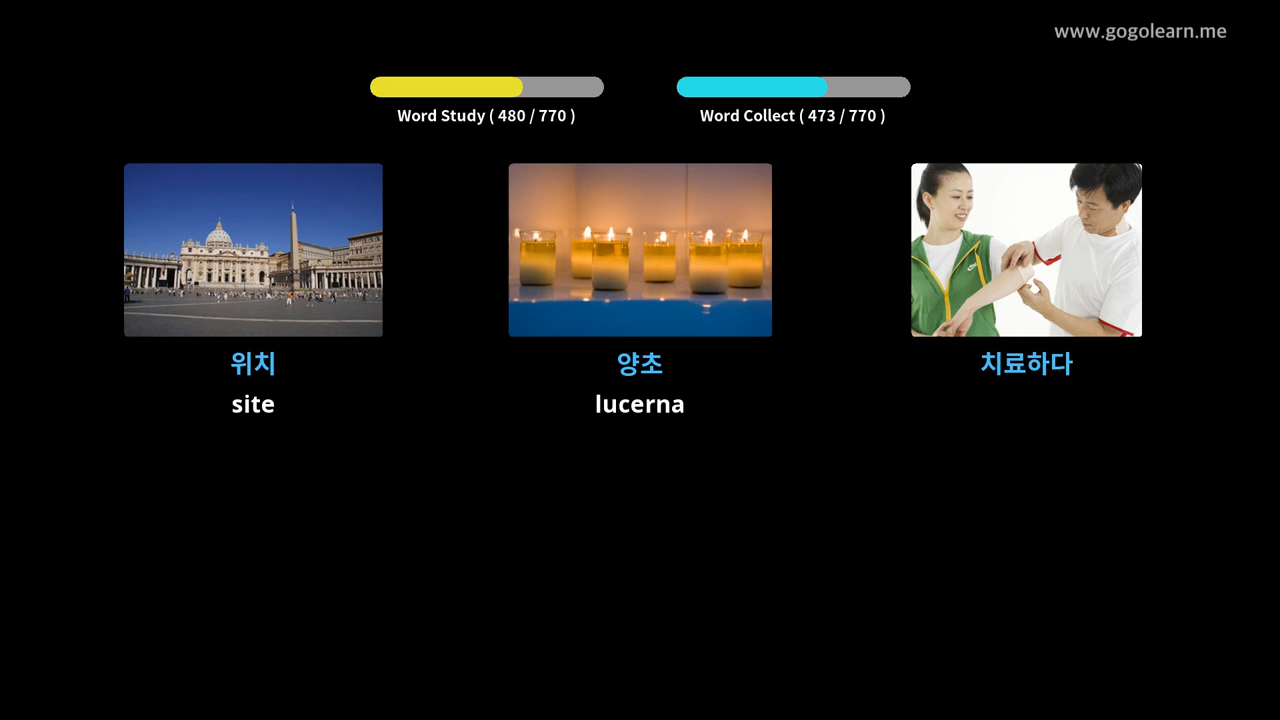 www.gogolearn.me
Word Study ( 480 / 770 )
Word Collect ( 473 / 770 )
위치
양초
치료하다
site
lucerna